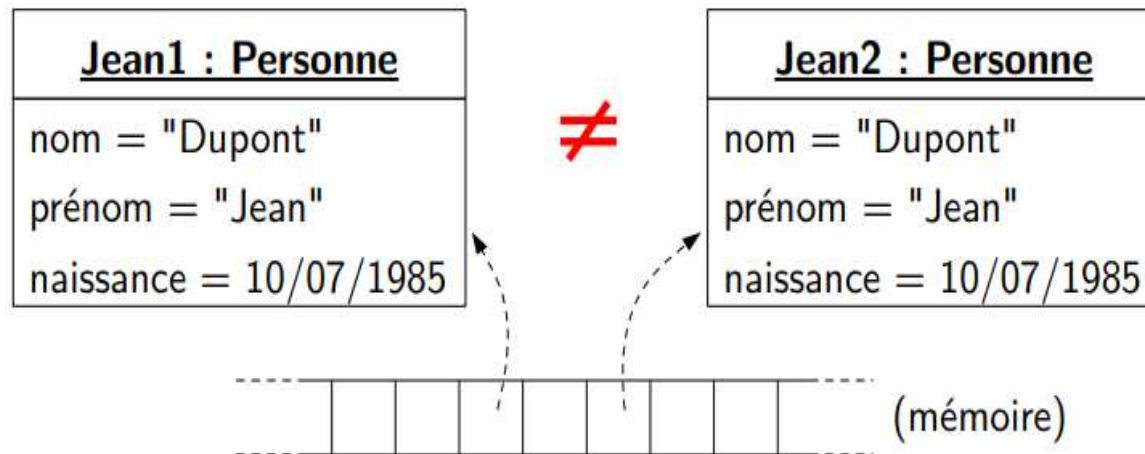 Jean1 : Personne
nom = "Dupont"
prénom = "Jean"
naissance = 10/07/1985
≠
Jean2 : Personne
nom = "Dupont"
prénom = "Jean"
naissance = 10/07/1985
(mémoire)